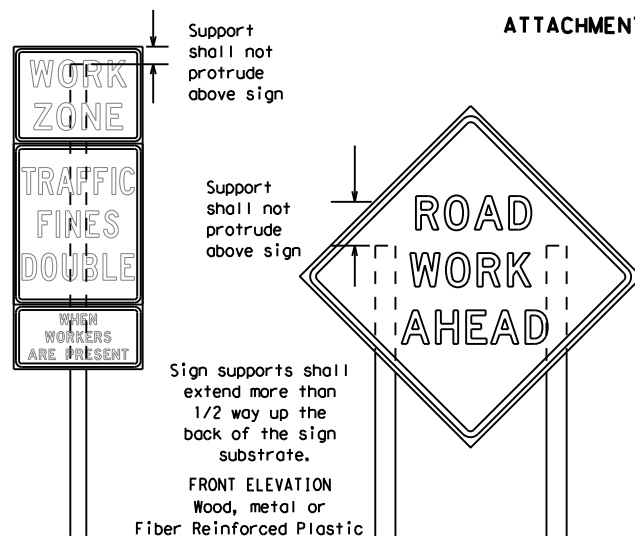 ATTACHMENT
Support
shall not
protrude
above sign
WORK
ZONE
TRAFFIC
FINES
DOUBLE
WHEN
WORKERS
ARE PRESENT
Support
shall not
protrude
above sign
ROAD
WORK
AHEAD
Sign supports shall
extend more than
1/2 way up the
back of the sign
substrate.
FRONT ELEVATION
Wood, metal or
Fiber Reinforced Plastic